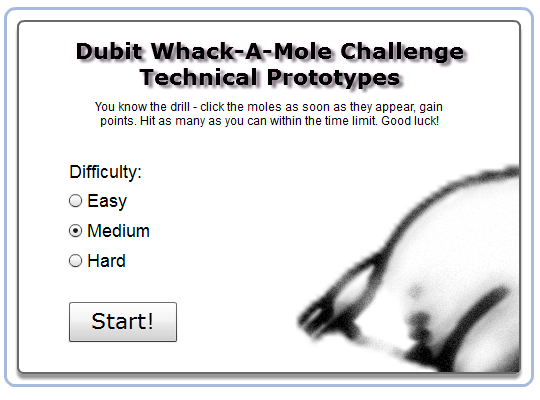 Dubit Whack-A-Mole Challenge
Technical Prototypes
You know the drill - click the moles as soon as they appear, gain
points. Hit as many as you can within the time limit. Good luck!
Difficulty:
Easy
Medium
Hard
Start!